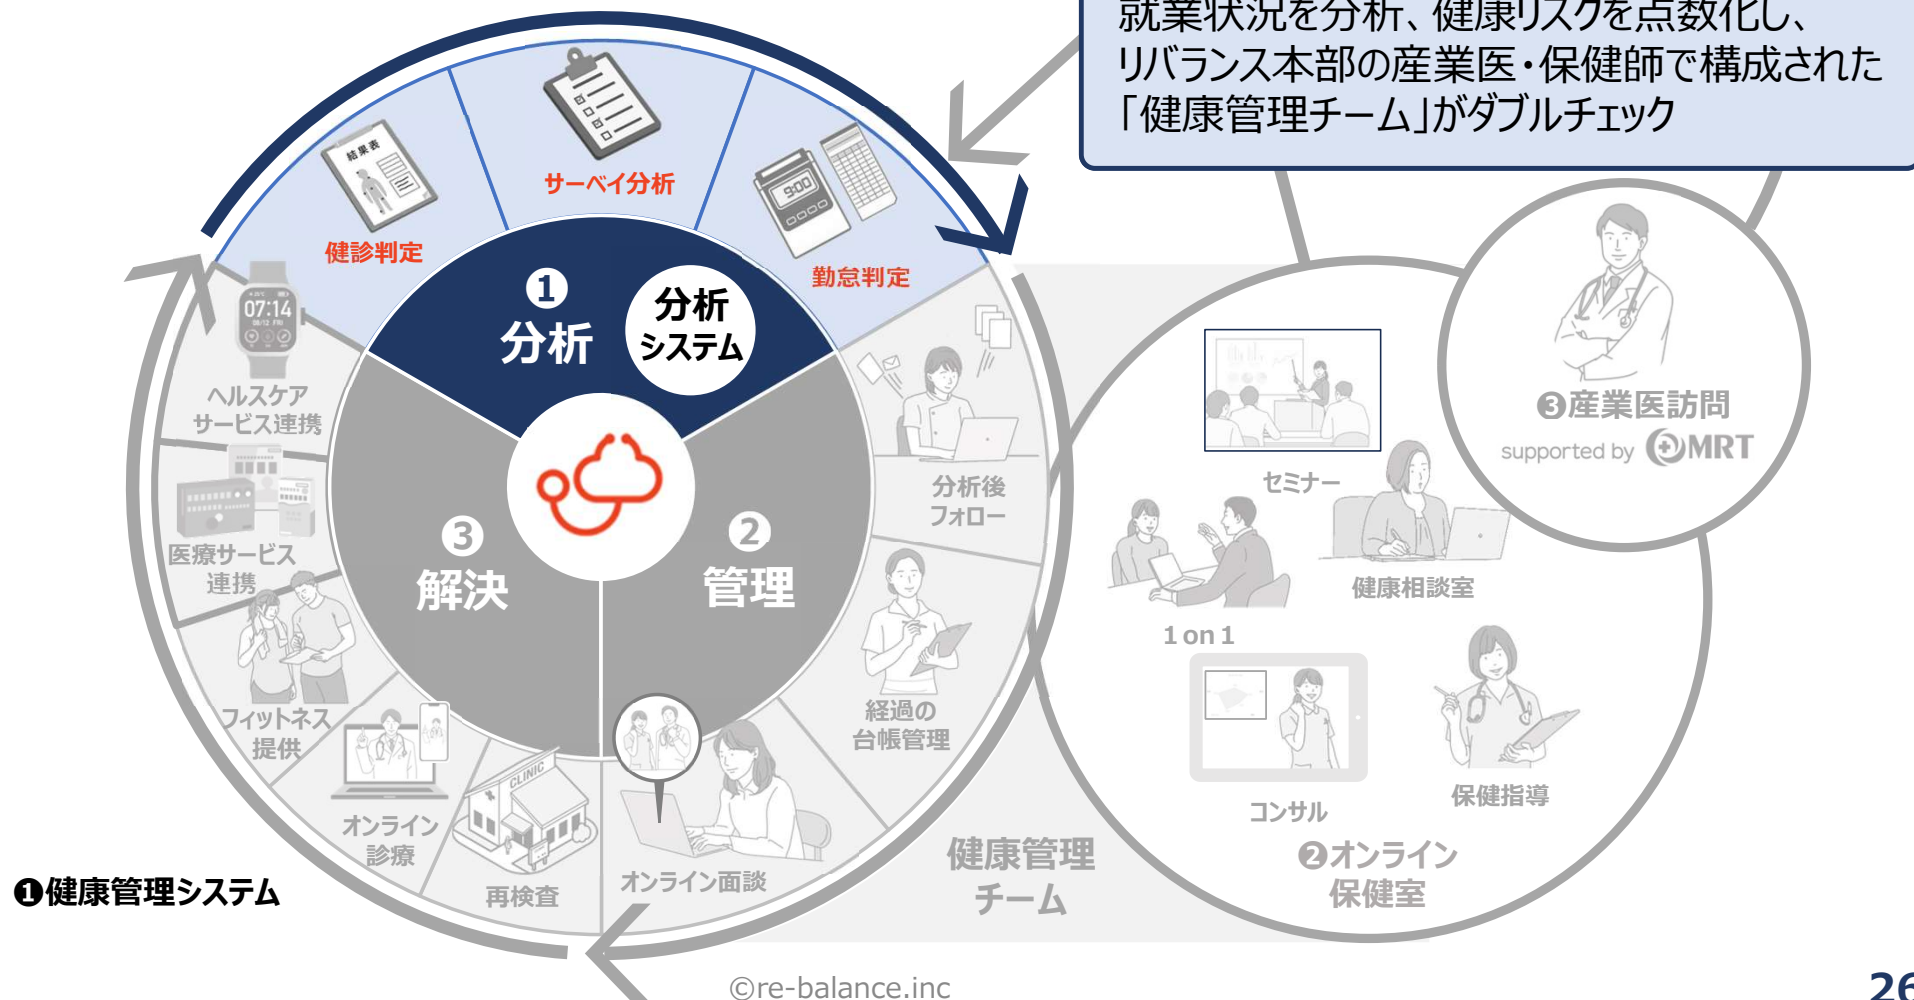 就業状況を分析、健康リスクを点数化し、
リバランス本部の産業医・保健師で構成された
「健康管理チーム」がダブルチェック
結果表
健診判定
サーベイ分析
9:00
勤怠判定
❶
分析
分析
システム
07:14
08/12 FRI
ヘルスケア
サービス連携
医療サービス
連携
フィットネス
提供
オンライン
診療
CLINIC
再検査
オンライン面談
経過の
台帳管理
分析後
フォロー
❷
管理
❸
解決
❶健康管理システム
健康管理
チーム
❸産業医訪問
supported by MRT
セミナー
健康相談室
1 on 1
コンサル
保健指導
❷オンライン
保健室
©re-balance.inc
26